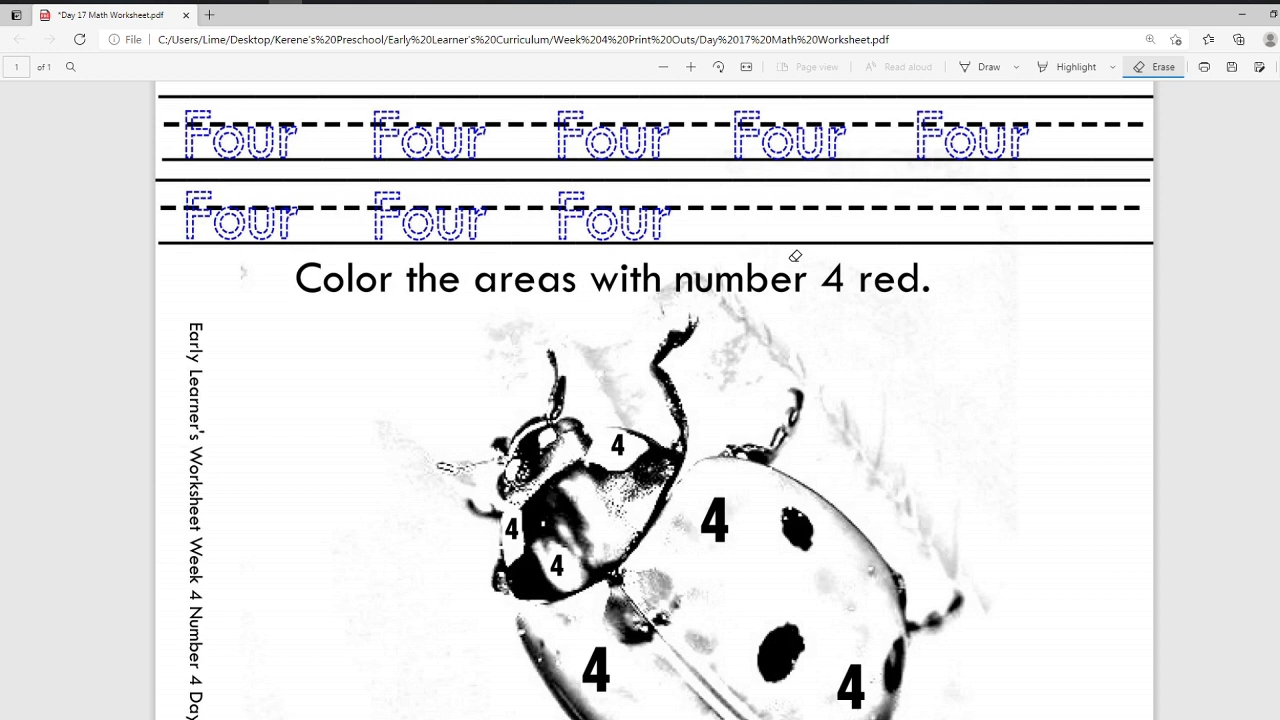 *Day 17 Math Worksheet.pdf
File C:/Users/Lime/Desktop/Kerene's%20Preschool/Early%20Learner's%20Curriculum/Week%204%20Print%20Outs/Day%2017%20Math%20Worksheet.pdf
1 of 1 Page view Read aloud Draw Highlight Erase
Four Four Four Four Four
Four Four Four
Color the areas with number 4 red.
Early Learner's Worksheet Week 4 Number 4 Day
4
4
4
4
4
4